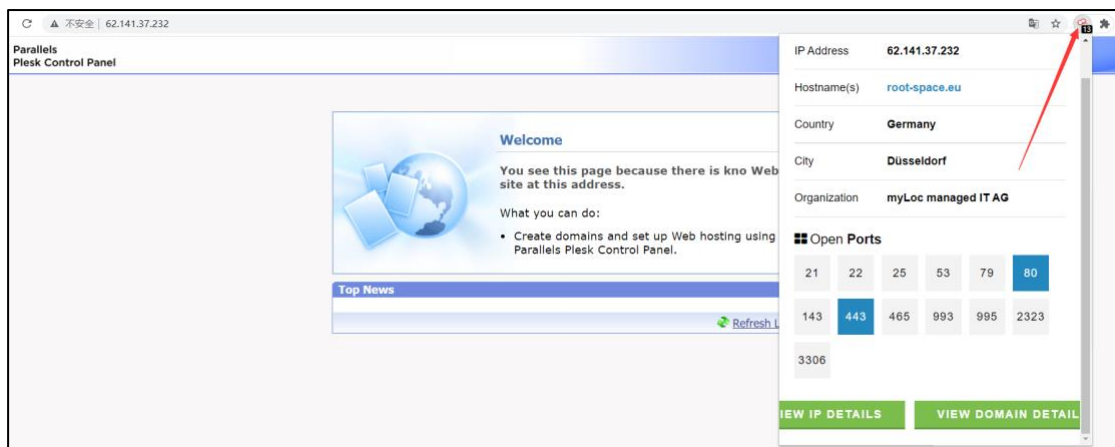 不安全 | 62.141.37.232
13
Parallels
Plesk Control Panel
Welcome
You see this page because there is kno Web
site at this address.
What you can do:
• Create domains and set up Web hosting using
Parallels Plesk Control Panel.
Top News
Refresh L
IP Address 62.141.37.232
Hostname(s) root-space.eu
Country Germany
City Düsseldorf
Organization myLoc managed IT AG
Open Ports
21 22 25 53 79 80
143 443 465 993 995 2323
3306
IEW IP DETAILS VIEW DOMAIN DETAIL